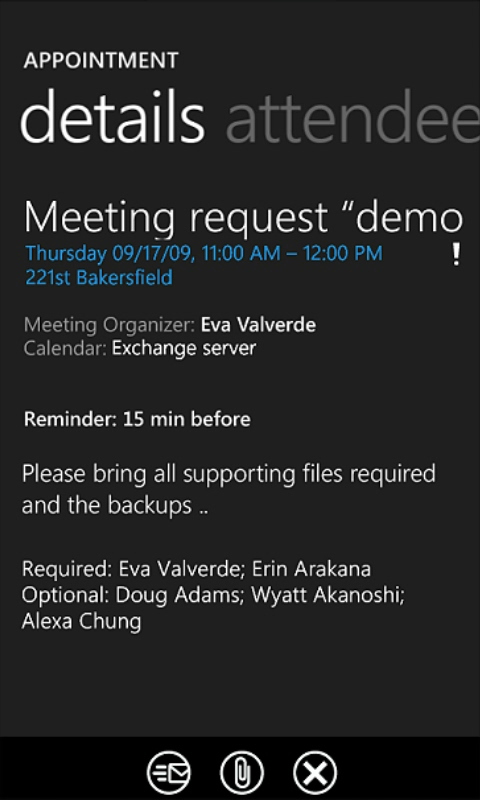 APPOINTMENT
details attendee
Meeting request “demo
Thursday 09/17/09, 11:00 AM – 12:00 PM !
221st Bakersfield
Meeting Organizer: Eva Valverde
Calendar: Exchange server
Reminder: 15 min before
Please bring all supporting files required
and the backups ..
Required: Eva Valverde; Erin Arakana
Optional: Doug Adams; Wyatt Akanoshi;
Alexa Chung